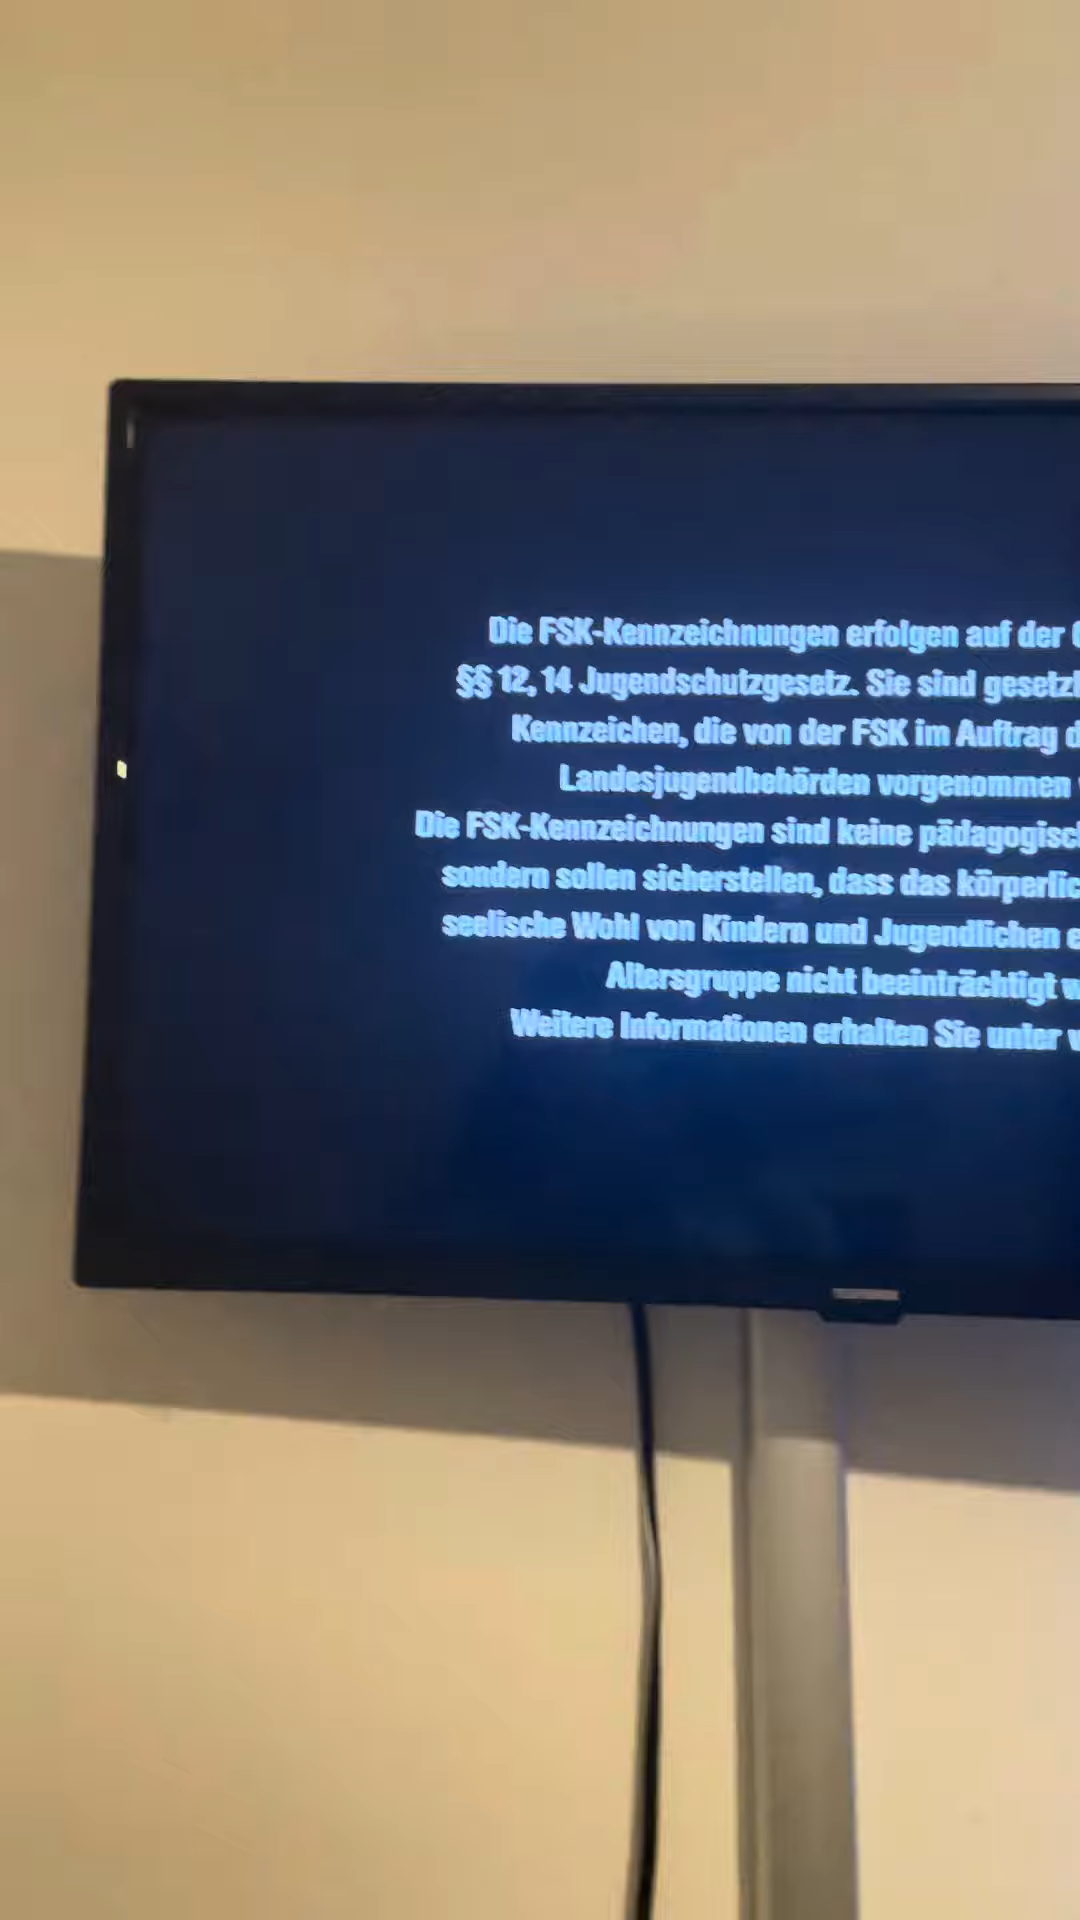 Die FSK-Kennzeichnungen erfolgen auf der
§§ 12, 14 Jugendschutzgesetz. Sie sind gesetzl
Kennzeichen, die von der FSK im Auftrag d
Landesjugendbehörden vorgenommen
Die FSK-Kennzeichnungen sind keine pädagogisch
sondern sollen sicherstellen, dass das körperlic
seelische Wohl von Kindern und Jugendlichen e
Altersgruppe nicht beeinträchtigt w
Weitere Informationen erhalten Sie unter w